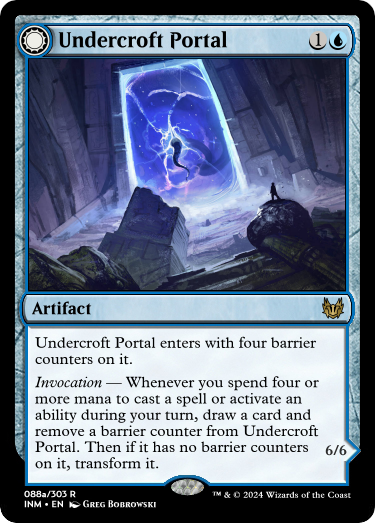 Undercroft Portal 1
Artifact
Undercroft Portal enters with four barrier
counters on it.
Invocation — Whenever you spend four or
more mana to cast a spell or activate an
ability during your turn, draw a card and
remove a barrier counter from Undercroft
Portal. Then if it has no barrier counters
on it, transform it.
6/6
088a/303 R
INM • EN Greg Bobrowski
™ & © 2024 Wizards of the Coast